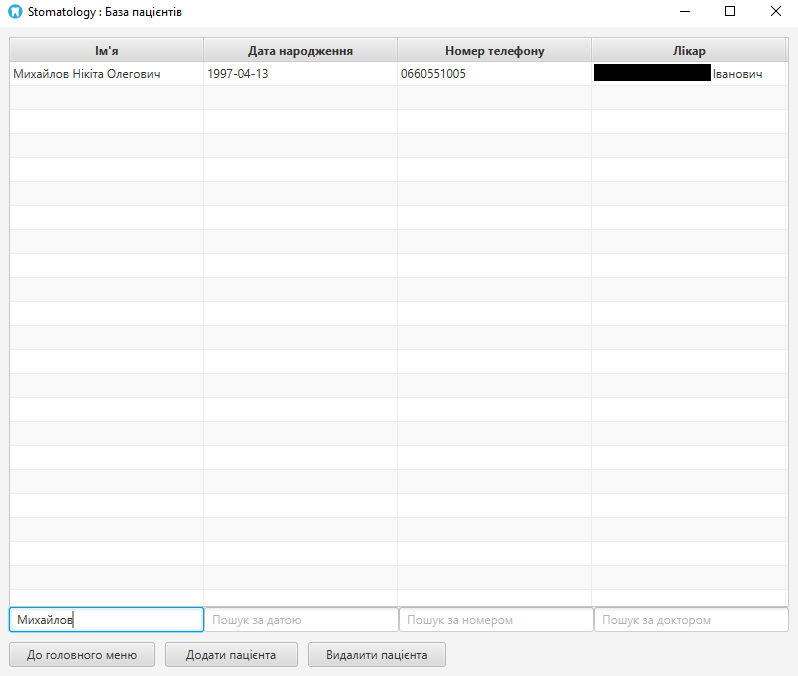 Stomatology : База пацієнтів
Ім'я Дата народження Номер телефону Лікар
Михайлов Нікіта Олегович 1997-04-13 0660551005 Іванович
Михайлов Пошук за датою Пошук за номером Пошук за доктором
До головного меню Додати пацієнта Видалити пацієнта